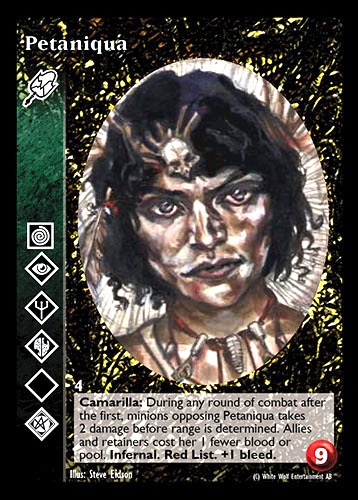 Petaniqua
4
Camarilla: During any round of combat after
the first, minions opposing Petaniqua takes
2 damage before range is determined. Allies
and retainers cost her 1 fewer blood or
pool. Infernal. Red List. +1 bleed.
9
Illus: Steve Eidson
(C) White Wolf Entertainment AB